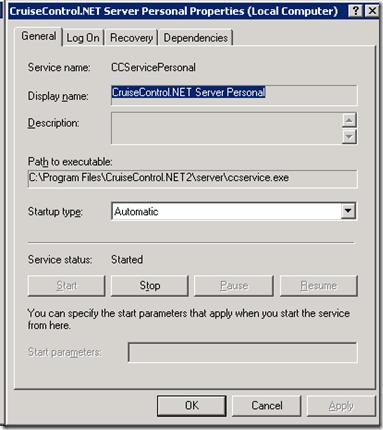 CruiseControl.NET Server Personal Properties (Local Computer)
General Log On Recovery Dependencies
Service name: CCServicePersonal
Display name: CruiseControl.NET Server Personal
Description:
Path to executable:
C:\Program Files\CruiseControl.NET2\server\ccservice.exe
Startup type: Automatic
Service status: Started
Start Stop Pause Resume
You can specify the start parameters that apply when you start the service
from here.
Start parameters:
OK Cancel Apply